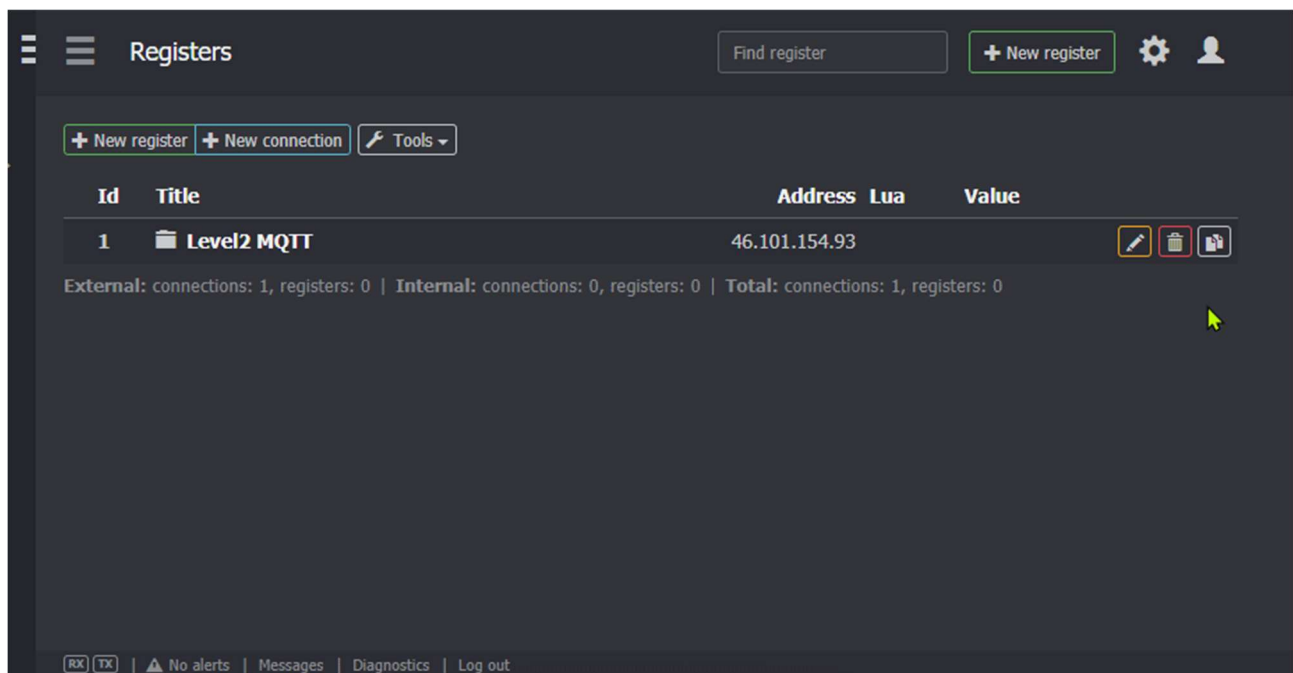 Registers
Find register
New register
New register
New connection
Tools
Id Title Address Lua Value
1 Level2 MQTT 46.101.154.93
External: connections: 1, registers: 0 | Internal: connections: 0, registers: 0 | Total: connections: 1, registers: 0
RX TX | No alerts | Messages | Diagnostics | Log out